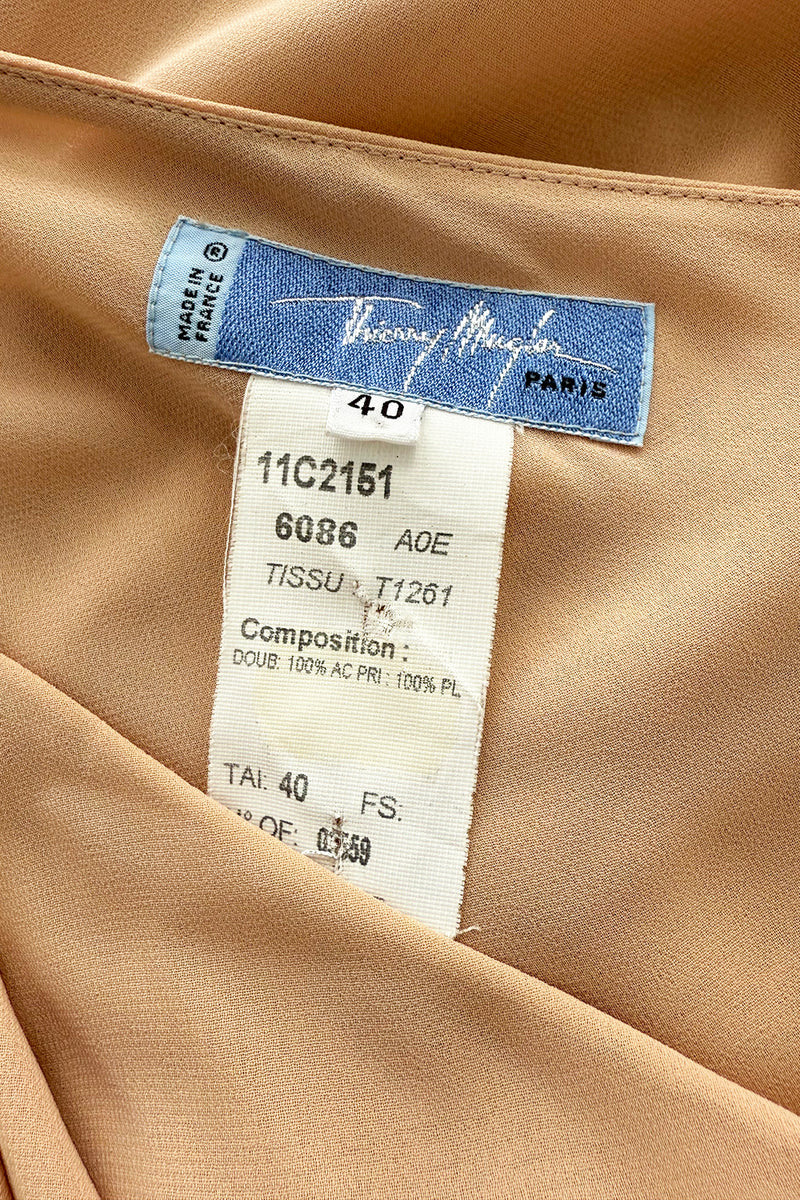 MADE IN
FRANCE ®
Thierry Mugler
PARIS
40
11C2151
6086 A0E
TISSU : T1261
Composition :
DOUB: 100% AC PRI : 100% PL
TAI: 40 FS:
N° OF: